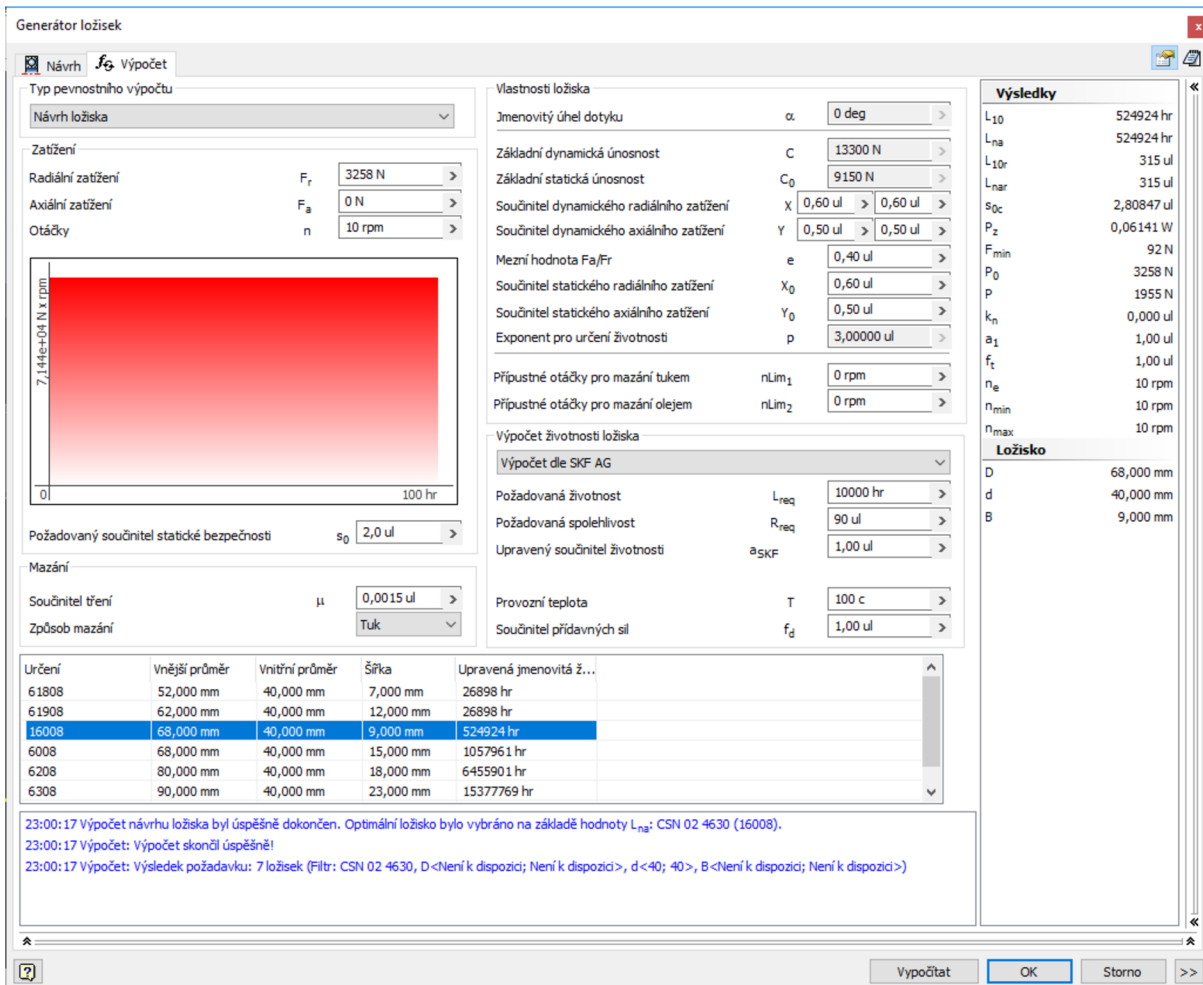 Generátor ložisek
x
Návrh
Výpočet
Typ pevnostního výpočtu
Návrh ložiska
Zatížení
Radiální zatížení Fr 3258 N >
Axiální zatížení Fa 0 N >
Otáčky n 10 rpm >
7,144e+04 N x rpm
0 100 hr
Požadovaný součinitel statické bezpečnosti s0 2,0 ul >
Mazání
Součinitel tření μ 0,0015 ul >
Způsob mazání Tuk
Vlastnosti ložiska
Jmenovitý úhel dotyku α 0 deg >
Základní dynamická únosnost C 13300 N >
Základní statická únosnost C0 9150 N >
Součinitel dynamického radiálního zatížení X 0,60 ul > 0,60 ul >
Součinitel dynamického axiálního zatížení Y 0,50 ul > 0,50 ul >
Mezní hodnota Fa/Fr e 0,40 ul >
Součinitel statického radiálního zatížení X0 0,60 ul >
Součinitel statického axiálního zatížení Y0 0,50 ul >
Exponent pro určení životnosti p 3,00000 ul >
Přípustné otáčky pro mazání tukem nLim1 0 rpm >
Přípustné otáčky pro mazání olejem nLim2 0 rpm >
Výpočet životnosti ložiska
Výpočet dle SKF AG
Požadovaná životnost Lreq 10000 hr >
Požadovaná spolehlivost Rreq 90 ul >
Upravený součinitel životnosti aSKF 1,00 ul >
Provozní teplota T 100 c >
Součinitel přídavných sil fd 1,00 ul >
Výsledky
L10 524924 hr
Lna 524924 hr
L10r 315 ul
Lnar 315 ul
s0c 2,80847 ul
Pz 0,06141 W
Fmin 92 N
P0 3258 N
P 1955 N
kn 0,000 ul
a1 1,00 ul
ft 1,00 ul
ne 10 rpm
nmin 10 rpm
nmax 10 rpm
Ložisko
D 68,000 mm
d 40,000 mm
B 9,000 mm
Určení Vnější průměr Vnitřní průměr Šířka Upravená jmenovitá ž...
61808 52,000 mm 40,000 mm 7,000 mm 26898 hr
61908 62,000 mm 40,000 mm 12,000 mm 26898 hr
16008 68,000 mm 40,000 mm 9,000 mm 524924 hr
6008 68,000 mm 40,000 mm 15,000 mm 1057961 hr
6208 80,000 mm 40,000 mm 18,000 mm 6455901 hr
6308 90,000 mm 40,000 mm 23,000 mm 15377769 hr
23:00:17 Výpočet návrhu ložiska byl úspěšně dokončen. Optimální ložisko bylo vybráno na základě hodnoty Lna: CSN 02 4630 (16008).
23:00:17 Výpočet: Výpočet skončil úspěšně!
23:00:17 Výpočet: Výsledek požadavku: 7 ložisek (Filtr: CSN 02 4630, D<Není k dispozici; Není k dispozici>, d<40; 40>, B<Není k dispozici; Není k dispozici>)
? Vypočítat OK Storno >>